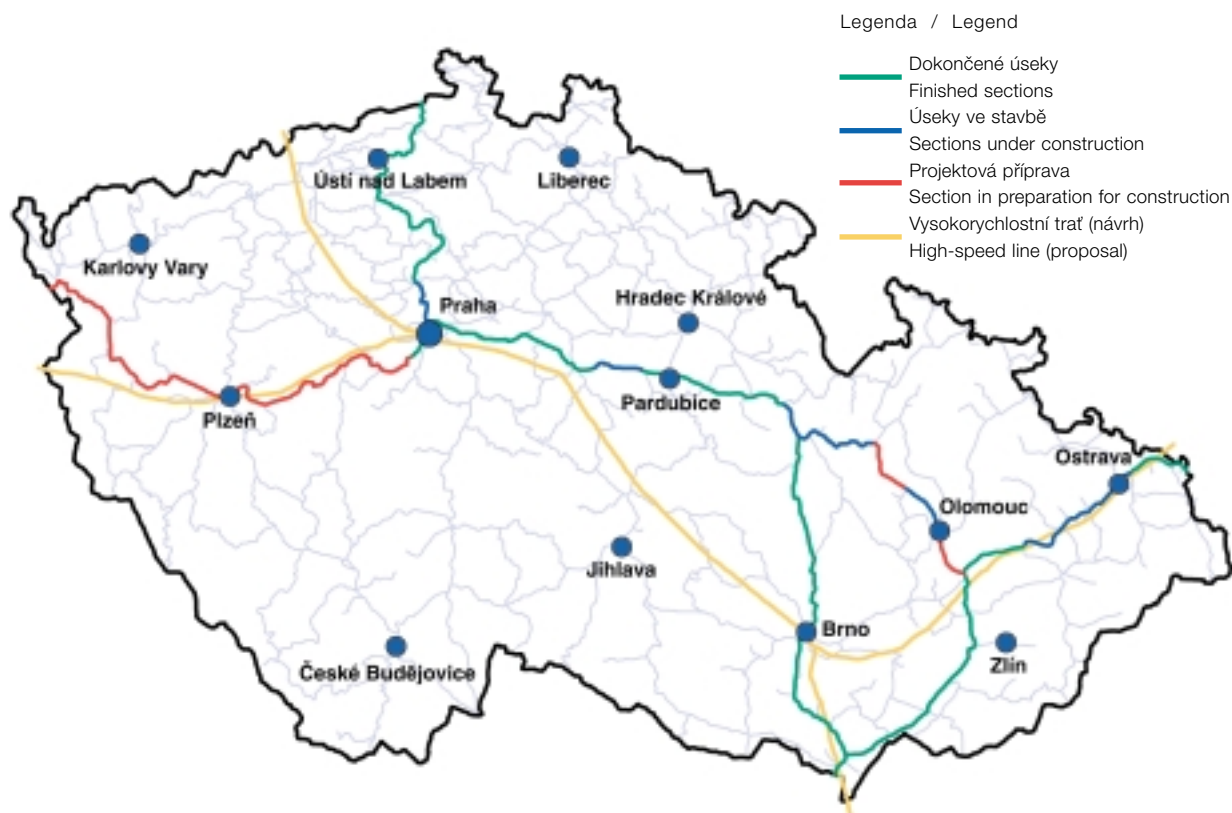 Legenda / Legend
Dokončené úseky
Finished sections
Úseky ve stavbě
Sections under construction
Projektová příprava
Section in preparation for construction
Vysokorychlostní trať (návrh)
High-speed line (proposal)
Ústí nad Labem
Liberec
Karlovy Vary
Praha
Hradec Králové
Plzeň
Pardubice
Ostrava
Olomouc
Jihlava
Brno
České Budějovice
Zlín